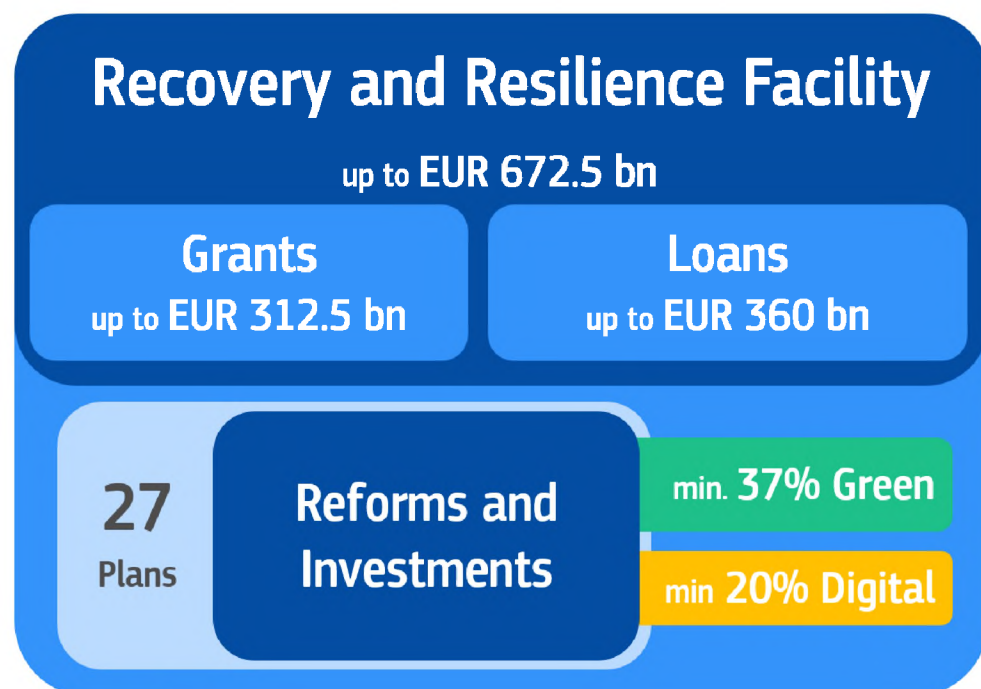 Recovery and Resilience Facility
up to EUR 672.5 bn
Grants
up to EUR 312.5 bn
Loans
up to EUR 360 bn
27
Plans
Reforms and
Investments
min. 37% Green
min 20% Digital